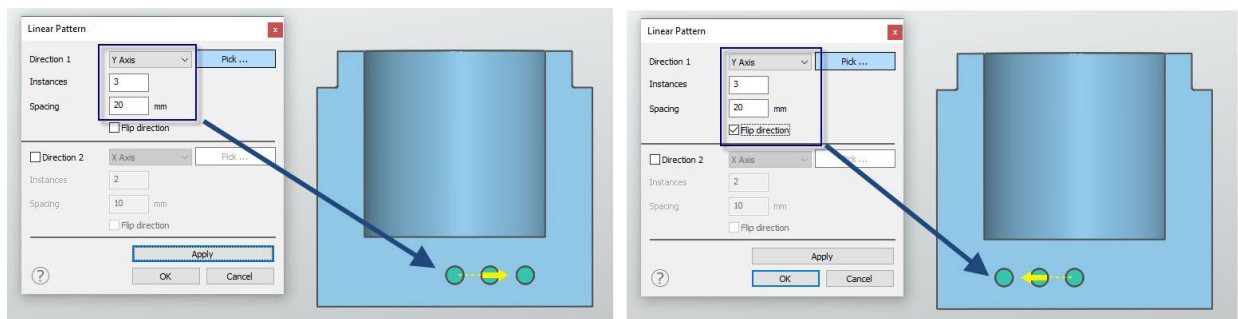 Linear Pattern x
Direction 1 Y Axis Pick ...
Instances 3
Spacing 20 mm
Flip direction
Direction 2 X Axis Pick ...
Instances 2
Spacing 10 mm
Flip direction
Apply
? OK Cancel
Linear Pattern x
Direction 1 Y Axis Pick ...
Instances 3
Spacing 20 mm
Flip direction
Direction 2 X Axis Pick ...
Instances 2
Spacing 10 mm
Flip direction
Apply
? OK Cancel